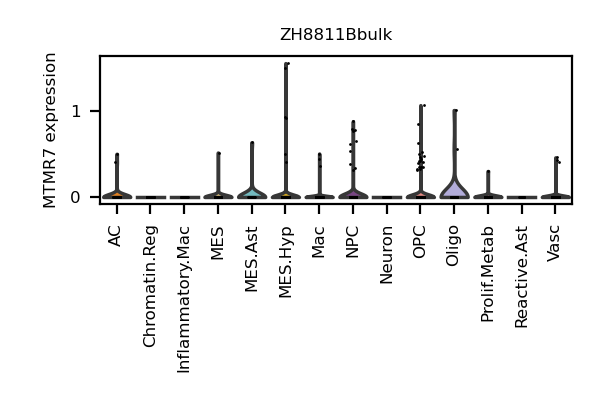 ZH8811Bbulk
MTMR7 expression
1
0
AC
Chromatin.Reg
Inflammatory.Mac
MES
MES.Ast
MES.Hyp
Mac
NPC
Neuron
OPC
Oligo
Prolif.Metab
Reactive.Ast
Vasc